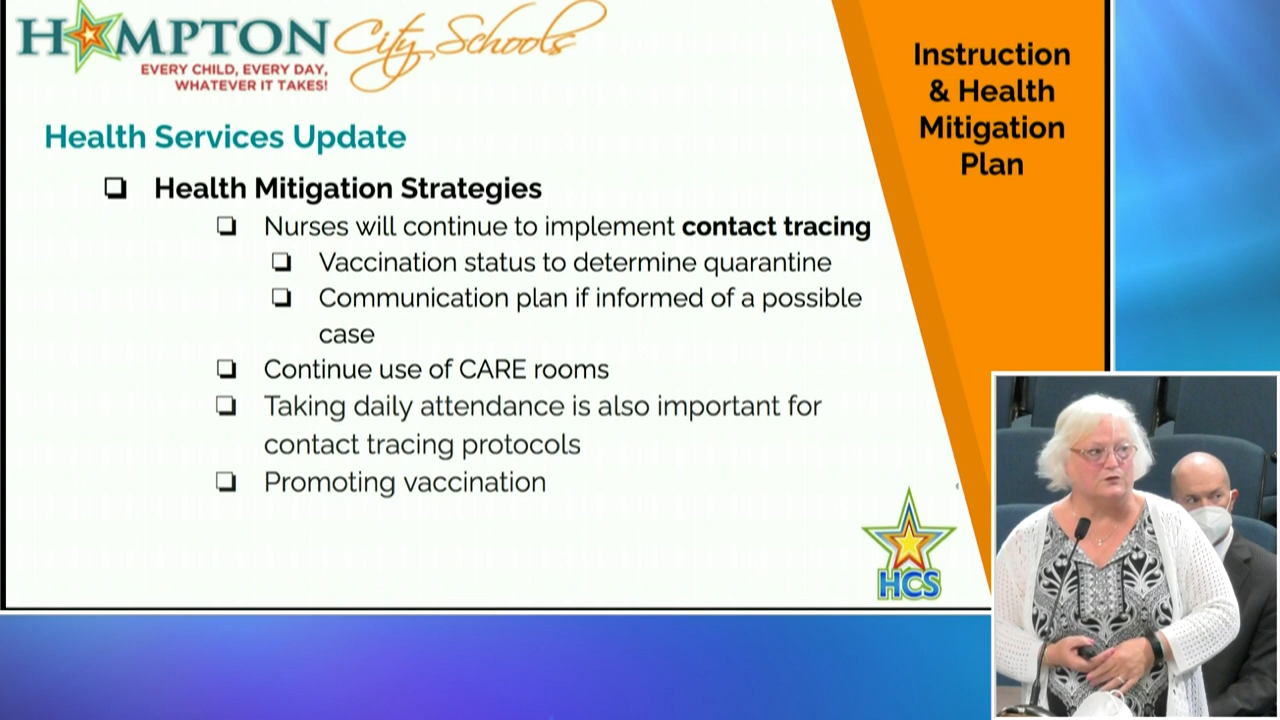 HAMPTON City Schools
EVERY CHILD, EVERY DAY,
WHATEVER IT TAKES!
Instruction
& Health
Mitigation
Plan
Health Services Update
Health Mitigation Strategies
Nurses will continue to implement contact tracing
Vaccination status to determine quarantine
Communication plan if informed of a possible
case
Continue use of CARE rooms
Taking daily attendance is also important for
contact tracing protocols
Promoting vaccination
HCS